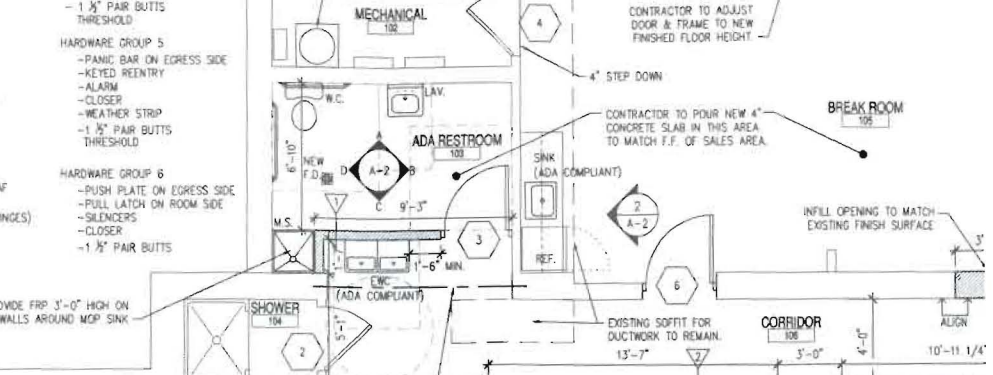 - 1 ½" PAIR BUTTS
THRESHOLD
HARDWARE GROUP 5
-PANIC BAR ON EGRESS SIDE
-KEYED REENTRY
-ALARM
-CLOSER
-WEATHER STRIP
-1 ½" PAIR BUTTS
THRESHOLD
HARDWARE GROUP 6
-PUSH PLATE ON EGRESS SIDE
-PULL LATCH ON ROOM SIDE
-SILENCERS
-CLOSER
-1 ½" PAIR BUTTS
INGES)
OVIDE FRP 3'-0" HIGH ON
WALLS AROUND MOP SINK
MECHANICAL
102
4
CONTRACTOR TO ADJUST
DOOR & FRAME TO NEW
FINISHED FLOOR HEIGHT
4" STEP DOWN
W.C.
LAV.
ADA RESTROOM
103
6'-10"
NEW
F.D.
A
D
A-2
B
C
1
9'-3"
M.S.
3
1'-6" MIN.
EWC
(ADA COMPLIANT)
SHOWER
104
2
5'-1"
CONTRACTOR TO POUR NEW 4"
CONCRETE SLAB IN THIS AREA
TO MATCH F.F. OF SALES AREA.
BREAK ROOM
105
SINK
(ADA COMPLIANT)
2
A-2
REF.
6
INFILL OPENING TO MATCH
EXISTING FINISH SURFACE
3'
EXISTING SOFFIT FOR
DUCTWORK TO REMAIN.
CORRIDOR
106
ALIGN
13'-7"
2
3'-0"
4'-0"
10'-11 1/4"